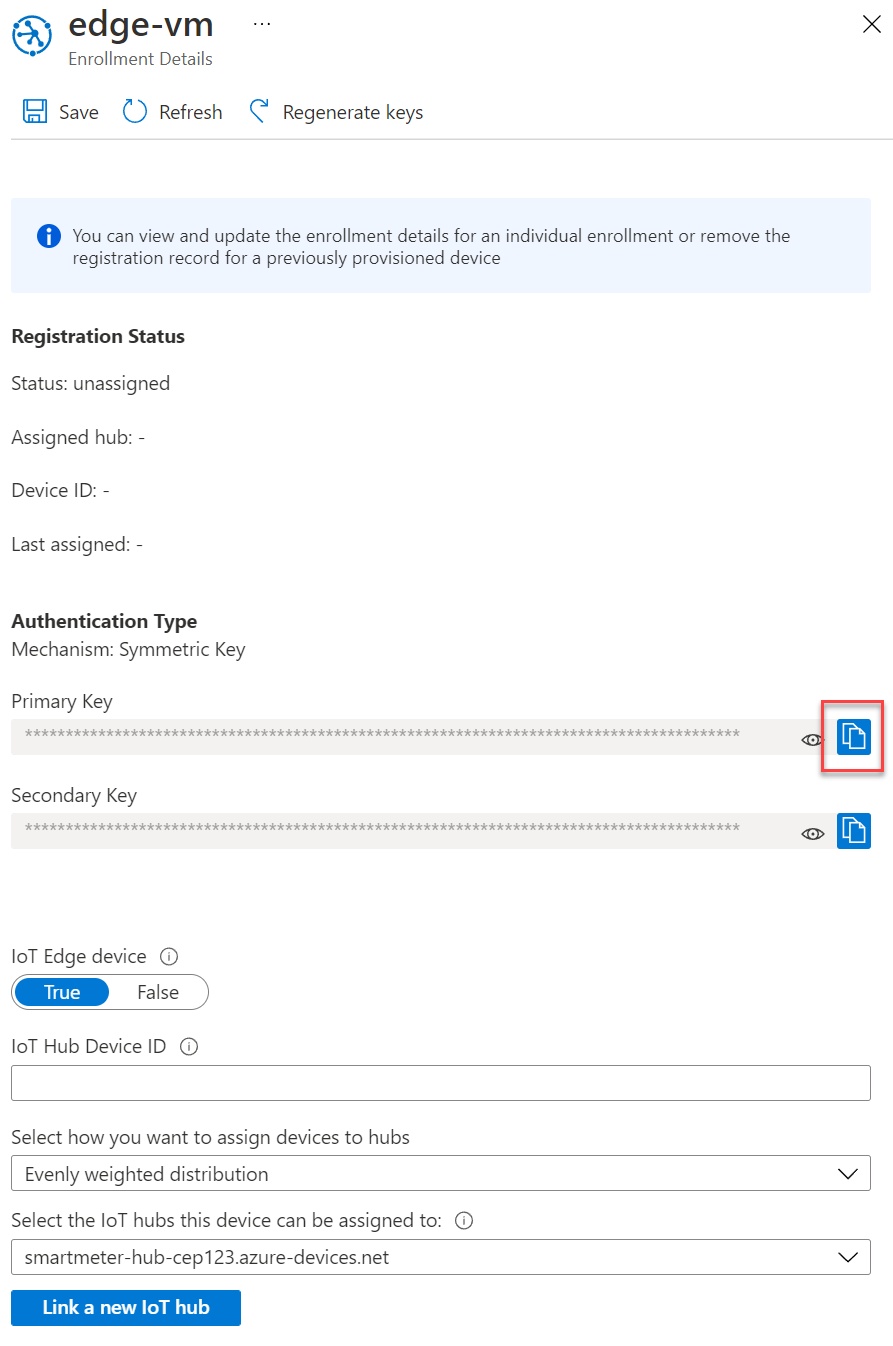 edge-vm ...
Enrollment Details
Save Refresh Regenerate keys
You can view and update the enrollment details for an individual enrollment or remove the
registration record for a previously provisioned device
Registration Status
Status: unassigned
Assigned hub: -
Device ID: -
Last assigned: -
Authentication Type
Mechanism: Symmetric Key
Primary Key
****************************************************************************************
Secondary Key
****************************************************************************************
IoT Edge device
True False
IoT Hub Device ID
Select how you want to assign devices to hubs
Evenly weighted distribution
Select the IoT hubs this device can be assigned to:
smartmeter-hub-cep123.azure-devices.net
Link a new IoT hub